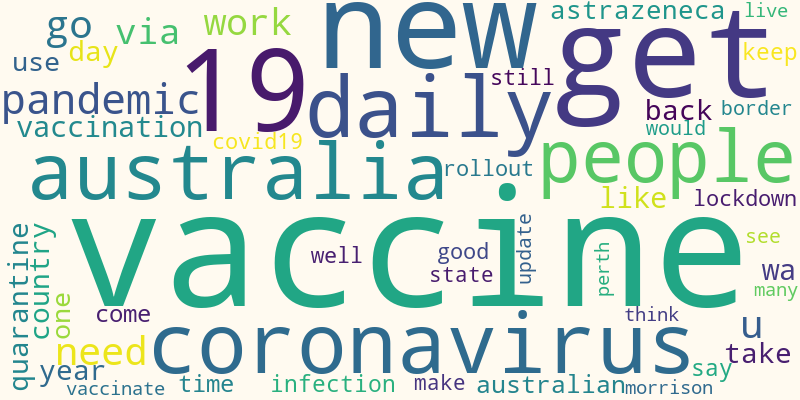 new
get
astrazeneca
live
go
via
work
keep
use
day
19
daily
still
pandemic
back
border
vaccination
covid19
would
people
australia
rollout
like
lockdown
vaccine
well
good
update
see
state
perth
wa
many
quarantine
country
one
come
think
u
need
coronavirus
take
year
say
vaccinate
time
infection
make
australian
morrison